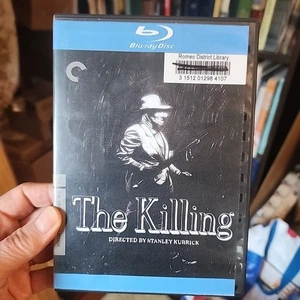 Blu-ray Disc
Romeo District Library
3 1512 01298 4107
The Killing
DIRECTED BY STANLEY KUBRICK